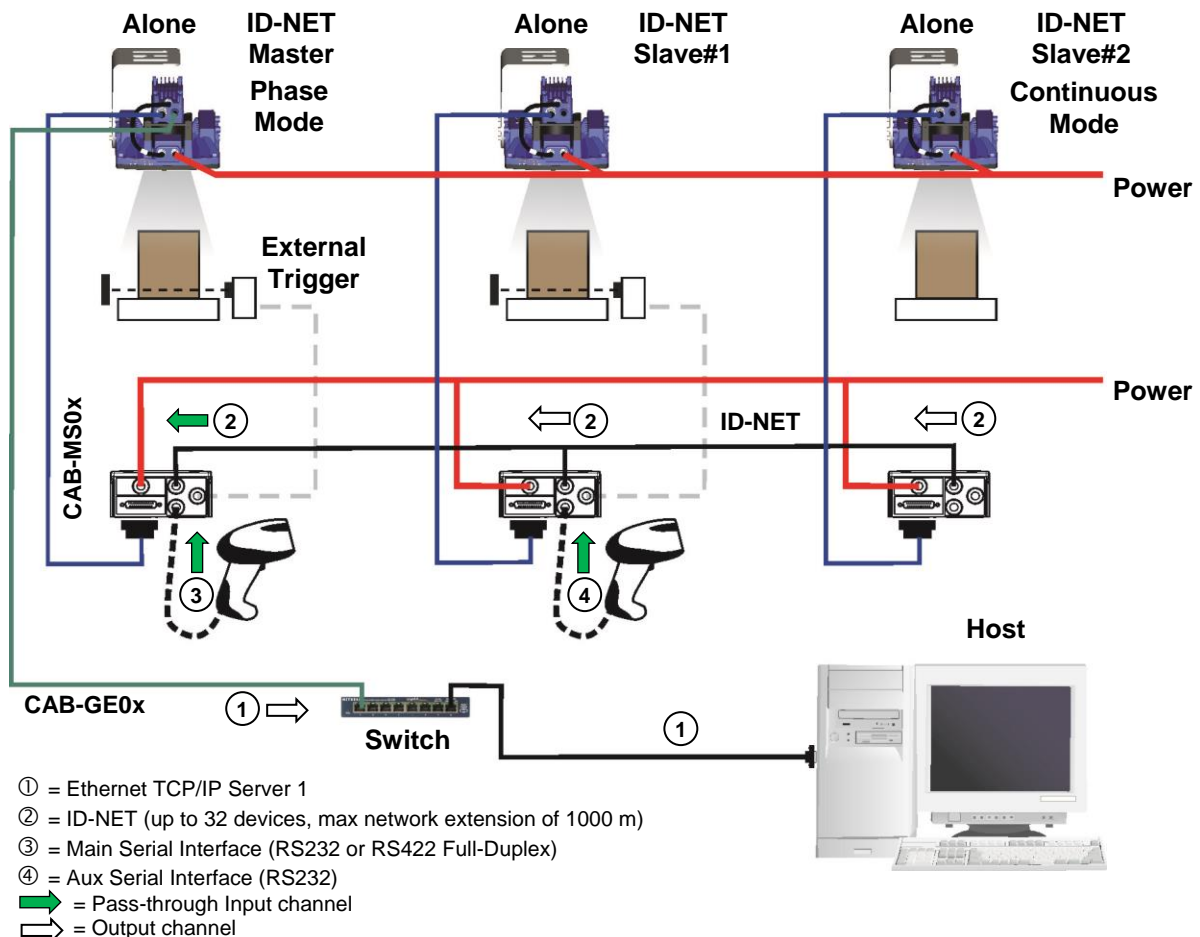 Alone
ID-NET
Master
Phase
Mode
Alone
ID-NET
Slave#1
Alone
ID-NET
Slave#2
Continuous
Mode
Power
External
Trigger
Power
CAB-MS0x
2
2
ID-NET
2
3
4
Host
CAB-GE0x
1
Switch
1
① = Ethernet TCP/IP Server 1
② = ID-NET (up to 32 devices, max network extension of 1000 m)
③ = Main Serial Interface (RS232 or RS422 Full-Duplex)
④ = Aux Serial Interface (RS232)
= Pass-through Input channel
= Output channel